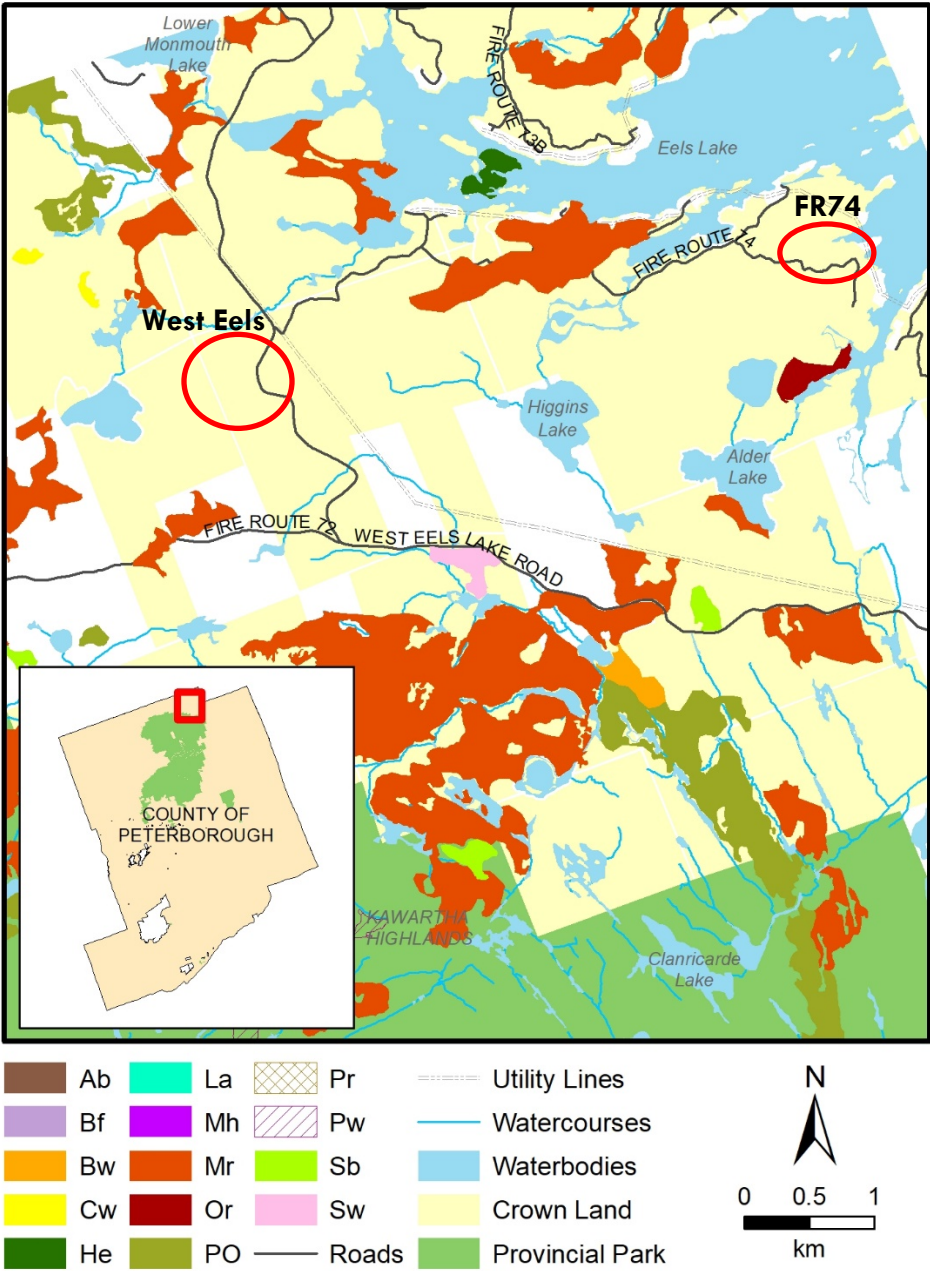 Lower
Monmouth
Lake
FIRE ROUTE 73B
Eels Lake
FR74
FIRE ROUTE 74
West Eels
Higgins
Lake
Alder
Lake
FIRE ROUTE 72
WEST EELS LAKE ROAD
COUNTY OF
PETERBOROUGH
KAWARTHA
HIGHLANDS
Clanricarde
Lake
Ab La Pr Utility Lines
Bf Mh Pw Watercourses
Bw Mr Sb Waterbodies
Cw Or Sw Crown Land
He PO Roads Provincial Park
N
0 0.5 1
km